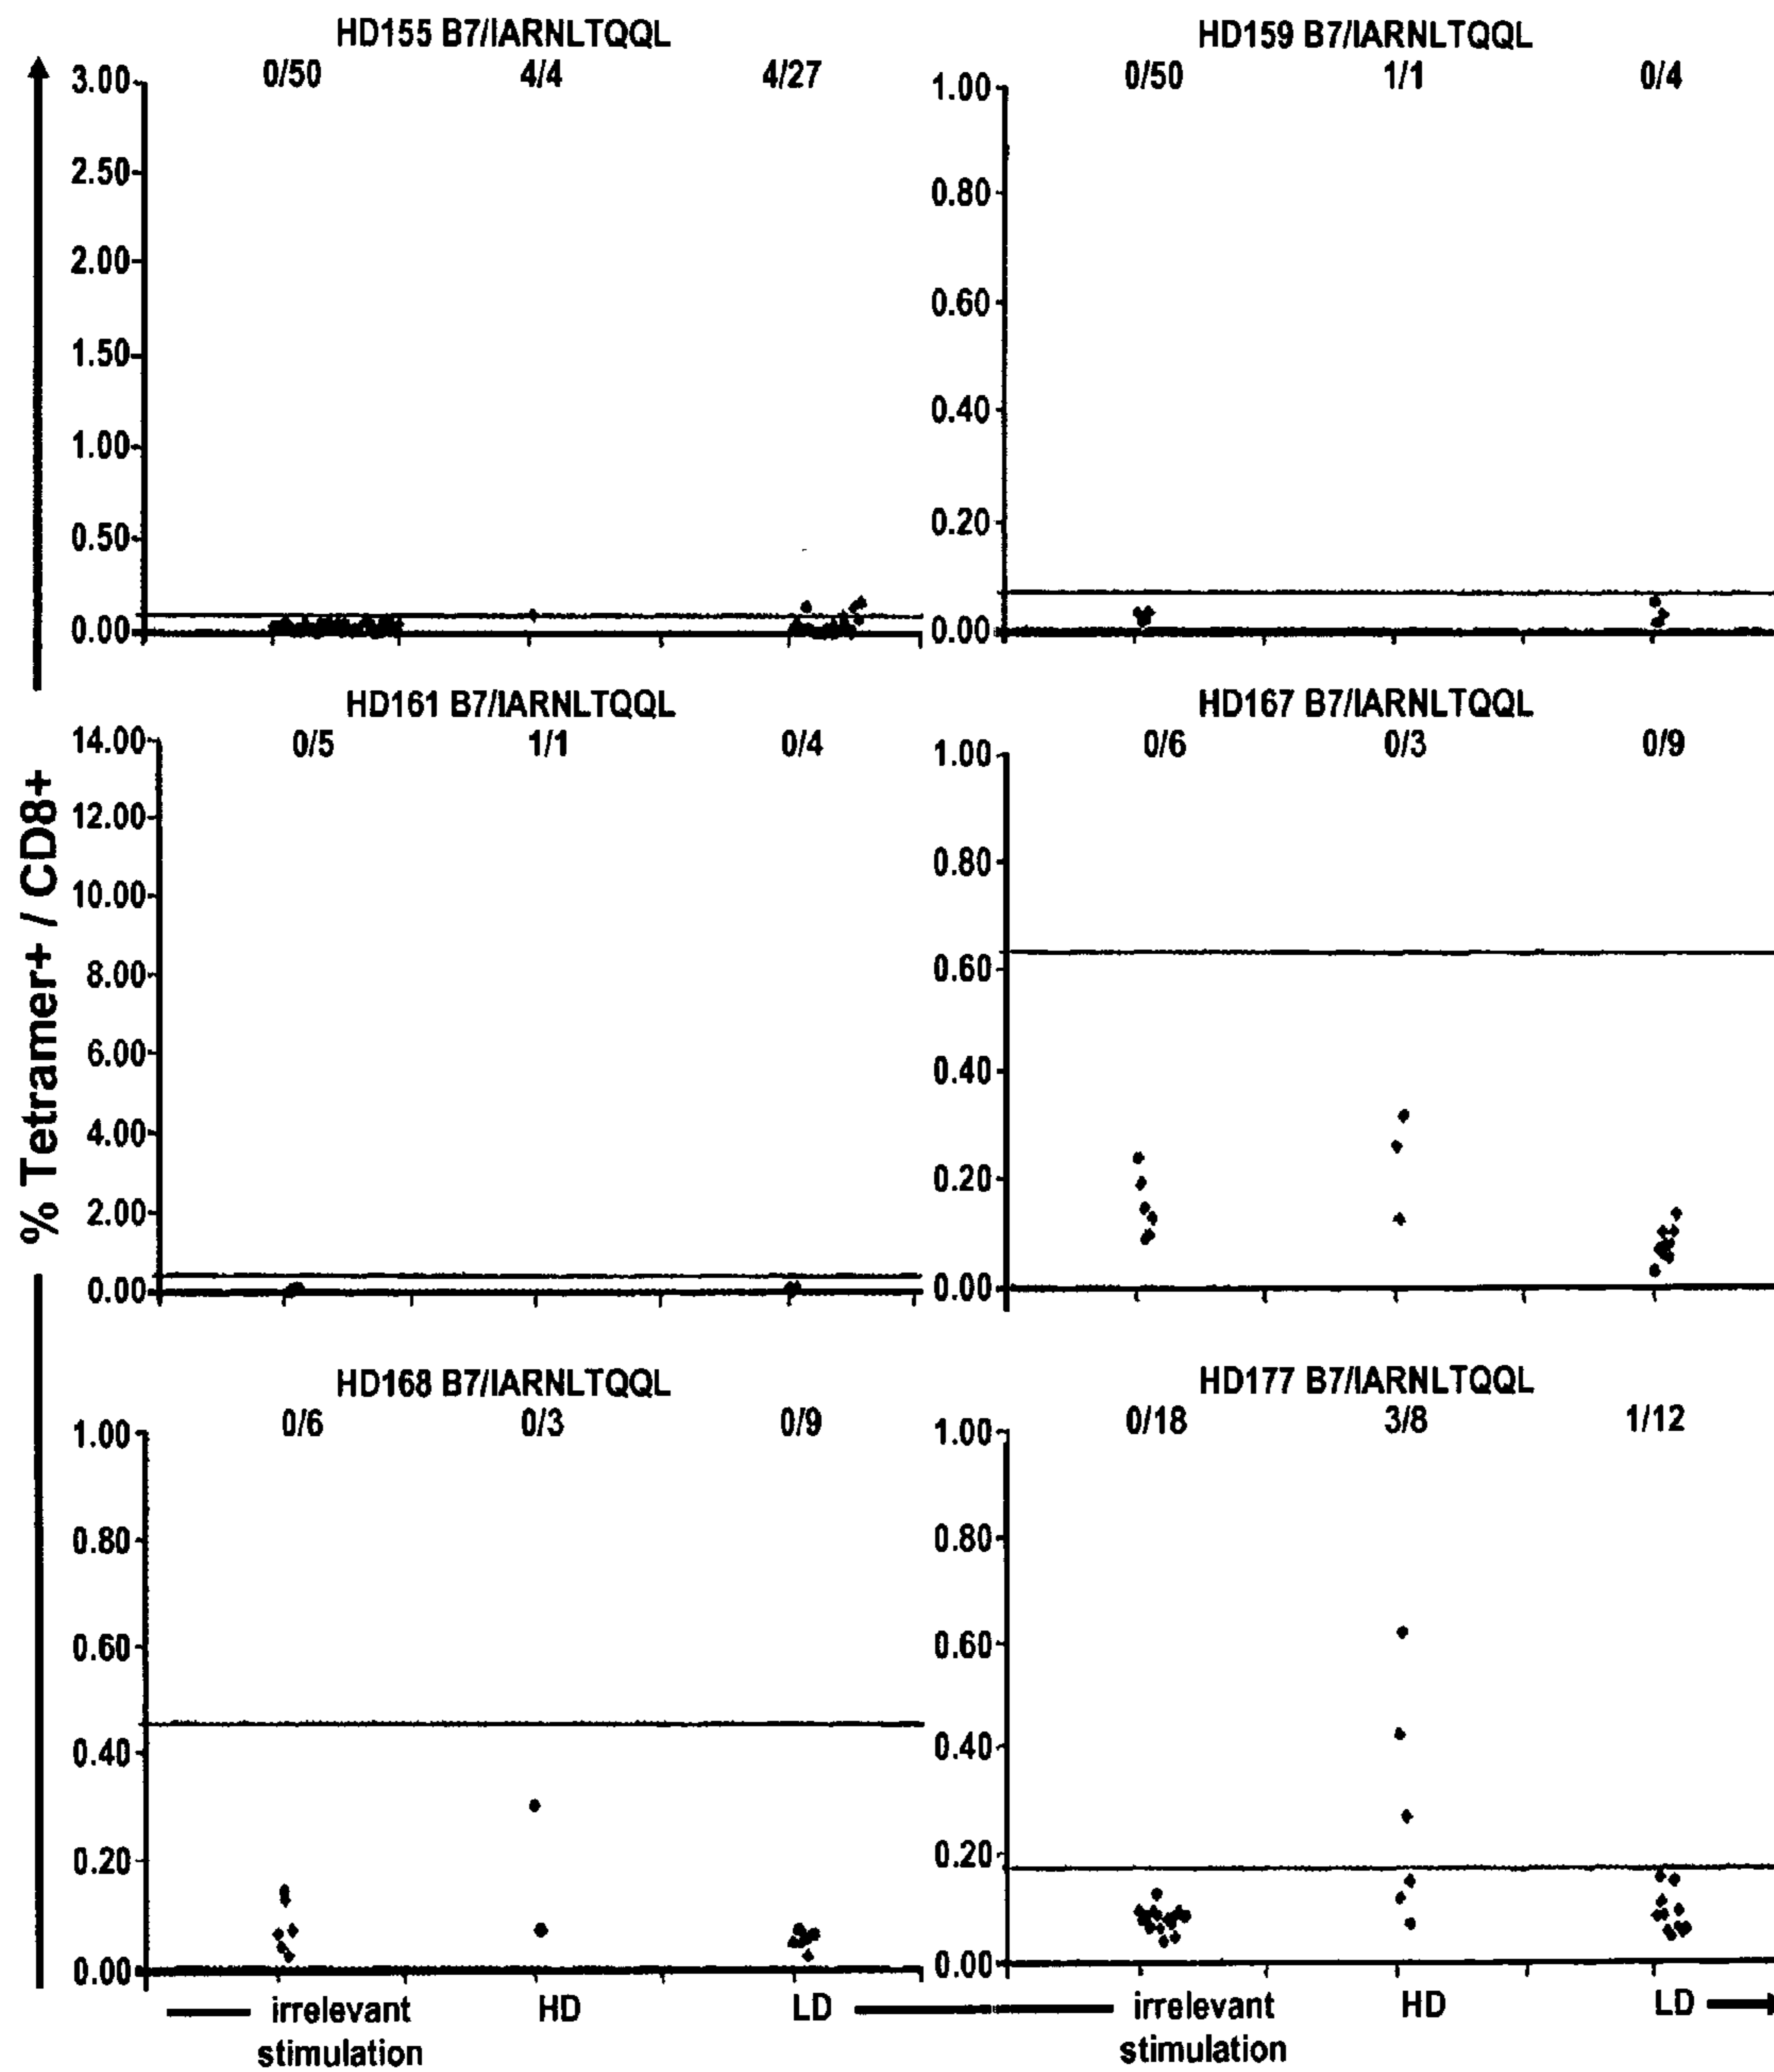 % Tetramer+ / CD8+
HD155 B7/IARNLTQQL
0/50 4/4 4/27
3.00
2.50
2.00
1.50
1.00
0.50
0.00
HD159 B7/IARNLTQQL
0/50 1/1 0/4
1.00
0.80
0.60
0.40
0.20
0.00
HD161 B7/IARNLTQQL
0/5 1/1 0/4
14.00
12.00
10.00
8.00
6.00
4.00
2.00
0.00
HD167 B7/IARNLTQQL
0/6 0/3 0/9
1.00
0.80
0.60
0.40
0.20
0.00
HD168 B7/IARNLTQQL
0/6 0/3 0/9
1.00
0.80
0.60
0.40
0.20
0.00
HD177 B7/IARNLTQQL
0/18 3/8 1/12
1.00
0.80
0.60
0.40
0.20
0.00
irrelevant HD LD
stimulation
irrelevant HD LD
stimulation